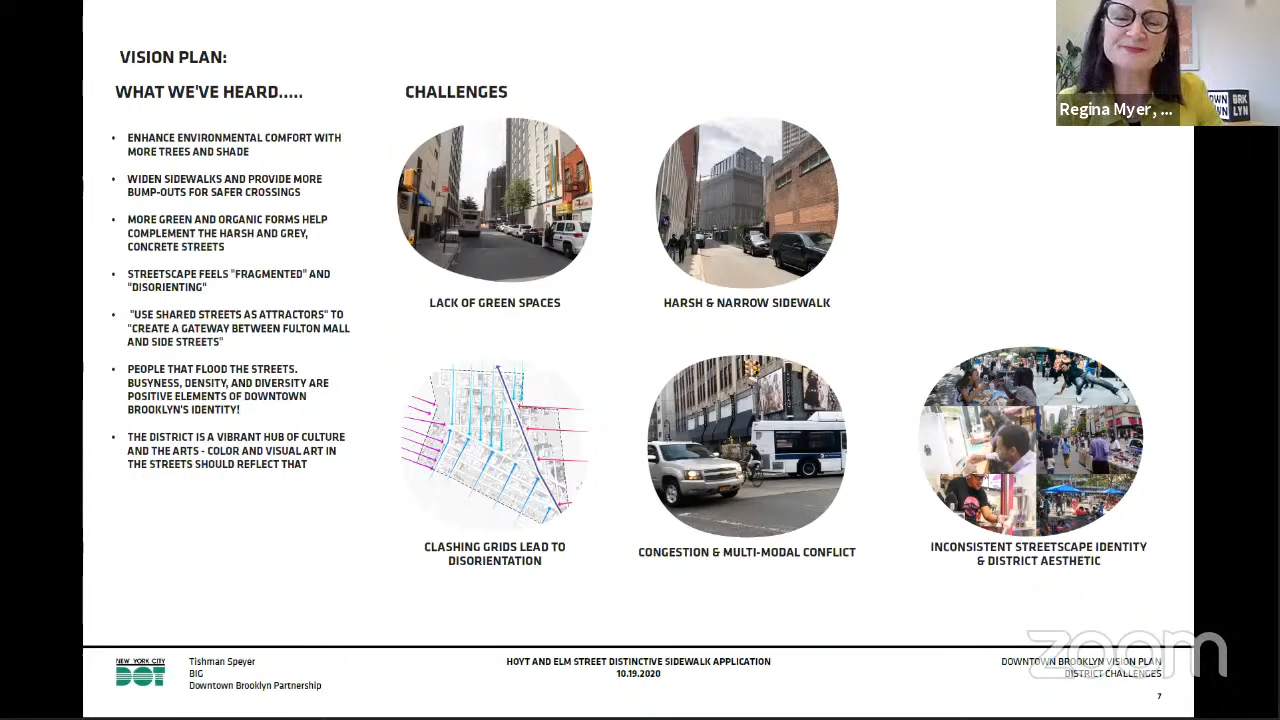 VISION PLAN:
WHAT WE'VE HEARD.....
• ENHANCE ENVIRONMENTAL COMFORT WITH
MORE TREES AND SHADE
• WIDEN SIDEWALKS AND PROVIDE MORE
BUMP-OUTS FOR SAFER CROSSINGS
• MORE GREEN AND ORGANIC FORMS HELP
COMPLEMENT THE HARSH AND GREY,
CONCRETE STREETS
• STREETSCAPE FEELS "FRAGMENTED" AND
"DISORIENTING"
• "USE SHARED STREETS AS ATTRACTORS" TO
"CREATE A GATEWAY BETWEEN FULTON MALL
AND SIDE STREETS"
• PEOPLE THAT FLOOD THE STREETS.
BUSYNESS, DENSITY, AND DIVERSITY ARE
POSITIVE ELEMENTS OF DOWNTOWN
BROOKLYN'S IDENTITY!
• THE DISTRICT IS A VIBRANT HUB OF CULTURE
AND THE ARTS - COLOR AND VISUAL ART IN
THE STREETS SHOULD REFLECT THAT
CHALLENGES
LACK OF GREEN SPACES
HARSH & NARROW SIDEWALK
CLASHING GRIDS LEAD TO
DISORIENTATION
CONGESTION & MULTI-MODAL CONFLICT
INCONSISTENT STREETSCAPE IDENTITY
& DISTRICT AESTHETIC
Regina Myer, ...
OWN BRK
WN LYN
NEW YORK CITY
DOT
Tishman Speyer
BIG
Downtown Brooklyn Partnership
HOYT AND ELM STREET DISTINCTIVE SIDEWALK APPLICATION
10.19.2020
DOWNTOWN BROOKLYN VISION PLAN
DISTRICT CHALLENGES
7
zoom